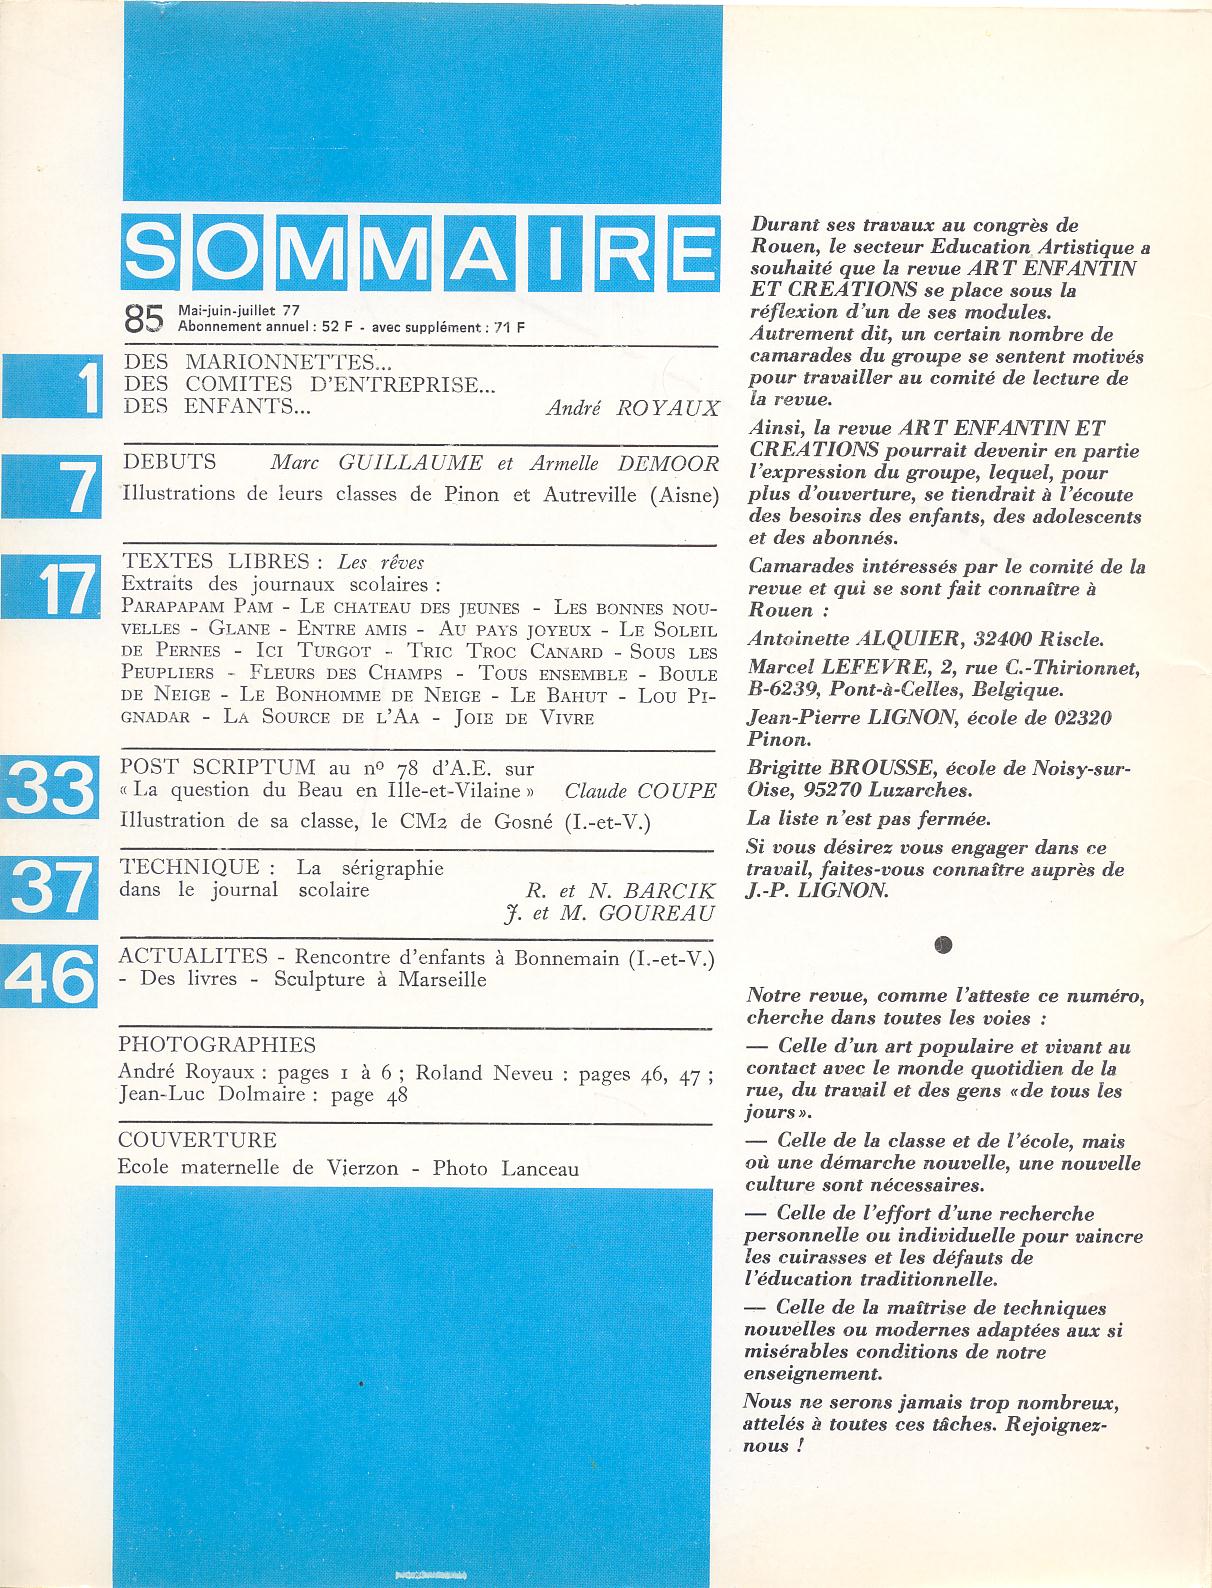 SOMMAIRE
85 Mai-juin-juillet 77
Abonnement annuel : 52 F - avec supplément : 71 F
1
DES MARIONNETTES...
DES COMITES D'ENTREPRISE...
DES ENFANTS... André ROYAUX
7
DEBUTS Marc GUILLAUME et Armelle DEMOOR
Illustrations de leurs classes de Pinon et Autreville (Aisne)
17
TEXTES LIBRES : Les rêves
Extraits des journaux scolaires :
PARAPAPAM PAM - LE CHATEAU DES JEUNES - LES BONNES NOU-
VELLES - GLANE - ENTRE AMIS - AU PAYS JOYEUX - LE SOLEIL
DE PERNES - ICI TURGOT - TRIC TROC CANARD - SOUS LES
PEUPLIERS - FLEURS DES CHAMPS - TOUS ENSEMBLE - BOULE
DE NEIGE - LE BONHOMME DE NEIGE - LE BAHUT - LOU PI-
GNADAR - LA SOURCE DE L'AA - JOIE DE VIVRE
33
POST SCRIPTUM au nº 78 d'A.E. sur
« La question du Beau en Ille-et-Vilaine » Claude COUPE
Illustration de sa classe, le CM2 de Gosné (I.-et-V.)
37
TECHNIQUE : La sérigraphie
dans le journal scolaire R. et N. BARCIK
J. et M. GOUREAU
46
ACTUALITES - Rencontre d'enfants à Bonnemain (I.-et-V.)
- Des livres - Sculpture à Marseille
PHOTOGRAPHIES
André Royaux : pages 1 à 6 ; Roland Neveu : pages 46, 47 ;
Jean-Luc Dolmaire : page 48
COUVERTURE
Ecole maternelle de Vierzon - Photo Lanceau
Durant ses travaux au congrès de
Rouen, le secteur Education Artistique a
souhaité que la revue ART ENFANTIN
ET CREATIONS se place sous la
réflexion d'un de ses modules.
Autrement dit, un certain nombre de
camarades du groupe se sentent motivés
pour travailler au comité de lecture de
la revue.
Ainsi, la revue ART ENFANTIN ET
CREATIONS pourrait devenir en partie
l'expression du groupe, lequel, pour
plus d'ouverture, se tiendrait à l'écoute
des besoins des enfants, des adolescents
et des abonnés.
Camarades intéressés par le comité de la
revue et qui se sont fait connaître à
Rouen :
Antoinette ALQUIER, 32400 Riscle.
Marcel LEFEVRE, 2, rue C.-Thirionnet,
B-6239, Pont-à-Celles, Belgique.
Jean-Pierre LIGNON, école de 02320
Pinon.
Brigitte BROUSSE, école de Noisy-sur-
Oise, 95270 Luzarches.
La liste n'est pas fermée.
Si vous désirez vous engager dans ce
travail, faites-vous connaître auprès de
J.-P. LIGNON.
Notre revue, comme l'atteste ce numéro,
cherche dans toutes les voies :
— Celle d'un art populaire et vivant au
contact avec le monde quotidien de la
rue, du travail et des gens «de tous les
jours».
— Celle de la classe et de l'école, mais
où une démarche nouvelle, une nouvelle
culture sont nécessaires.
— Celle de l'effort d'une recherche
personnelle ou individuelle pour vaincre
les cuirasses et les défauts de
l'éducation traditionnelle.
— Celle de la maîtrise de techniques
nouvelles ou modernes adaptées aux si
misérables conditions de notre
enseignement.
Nous ne serons jamais trop nombreux,
attelés à toutes ces tâches. Rejoignez-
nous !